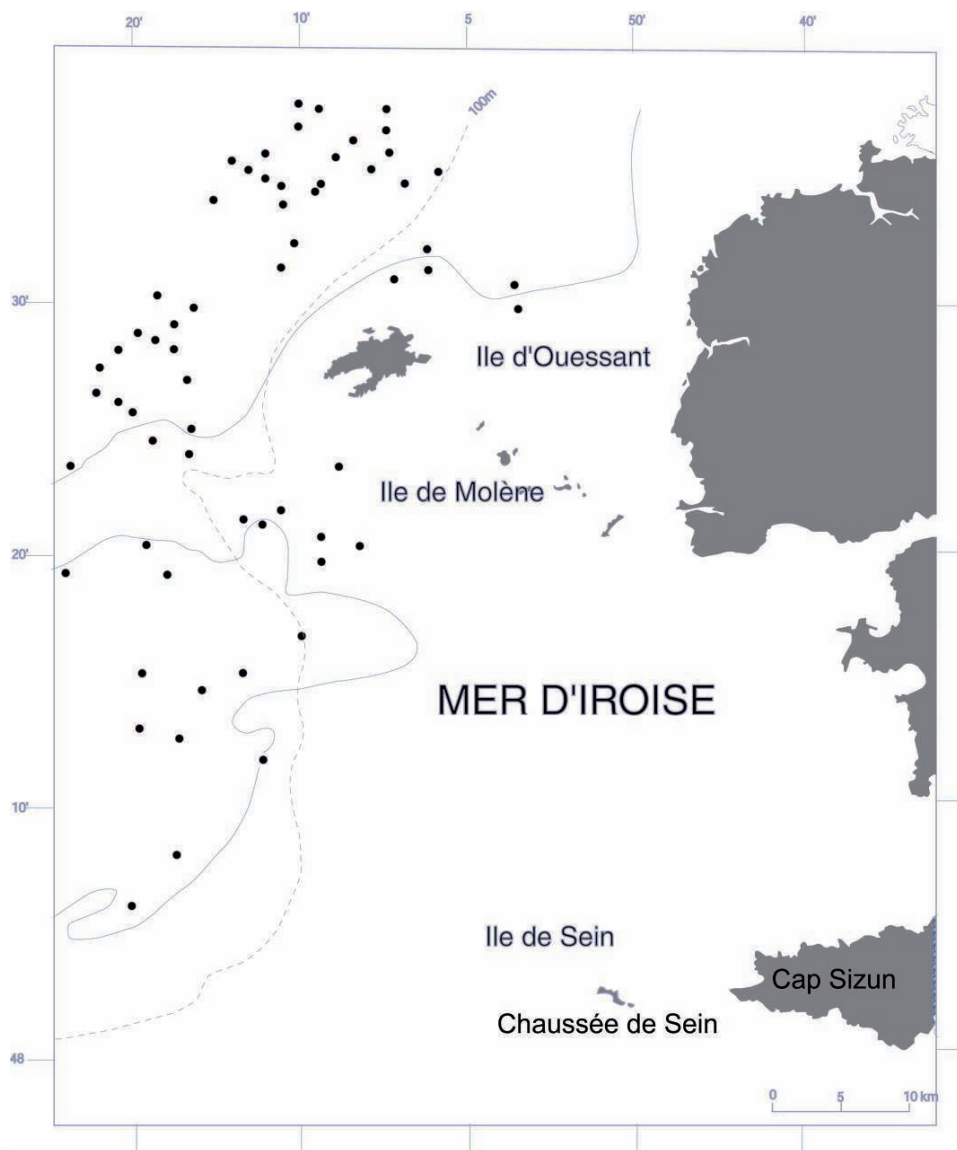 20' 10' 5 50' 40'
100m
30'
Ile d'Ouessant
Ile de Molène
20'
MER D'IROISE
10'
Ile de Sein
Cap Sizun
Chaussée de Sein
48
0 5 10 km